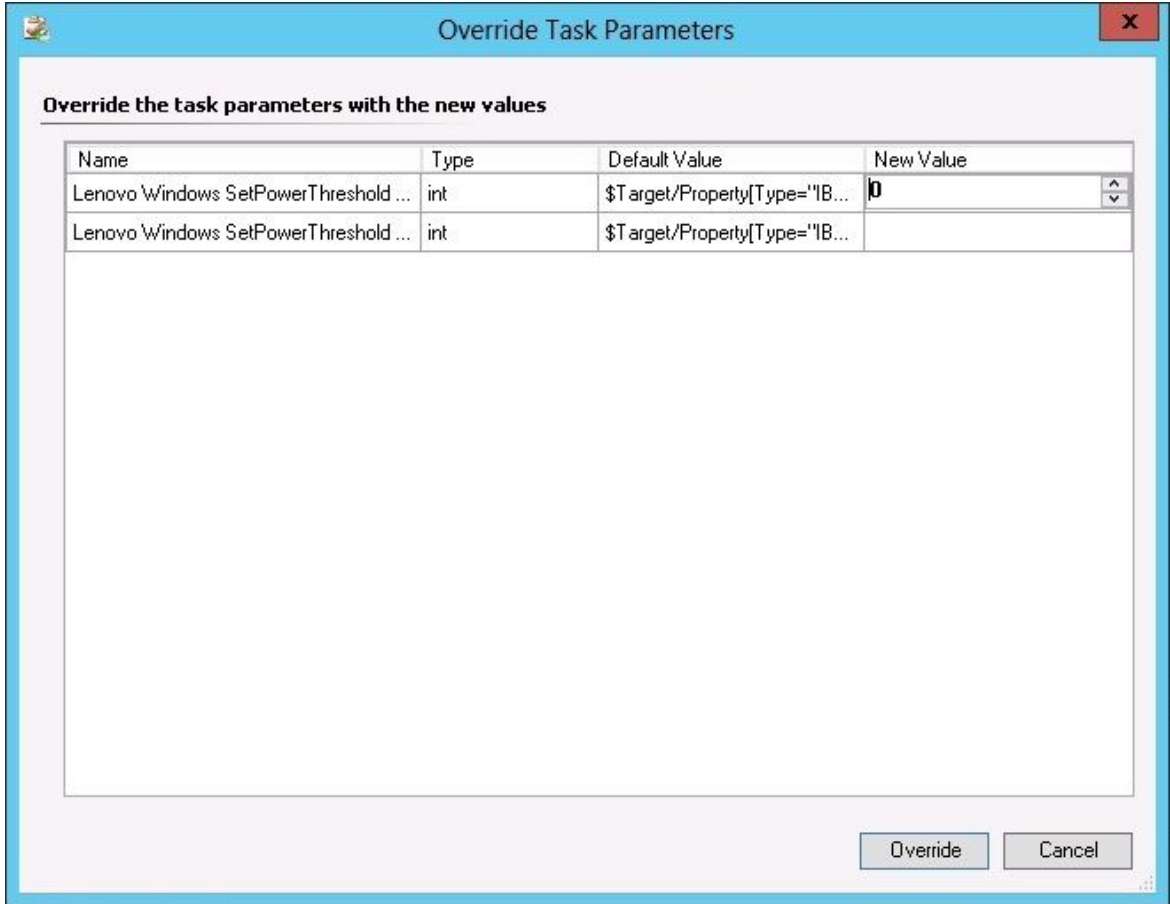 Override Task Parameters
x
Override the task parameters with the new values
Name Type Default Value New Value
Lenovo Windows SetPowerThreshold ... int $Target/Property[Type="IB... 0
Lenovo Windows SetPowerThreshold ... int $Target/Property[Type="IB...
Override Cancel